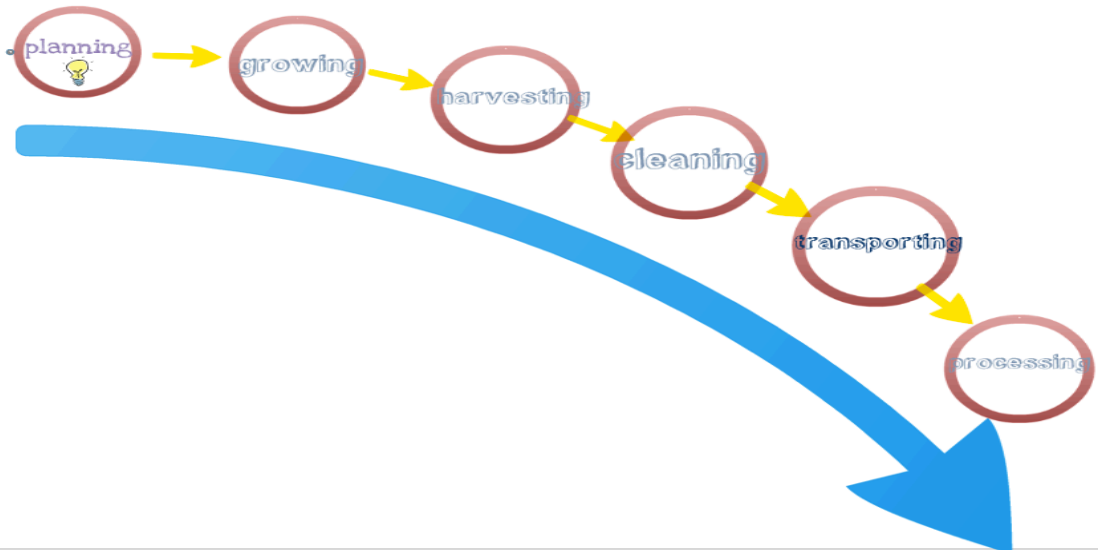 planning
growing
harvesting
cleaning
transporting
processing